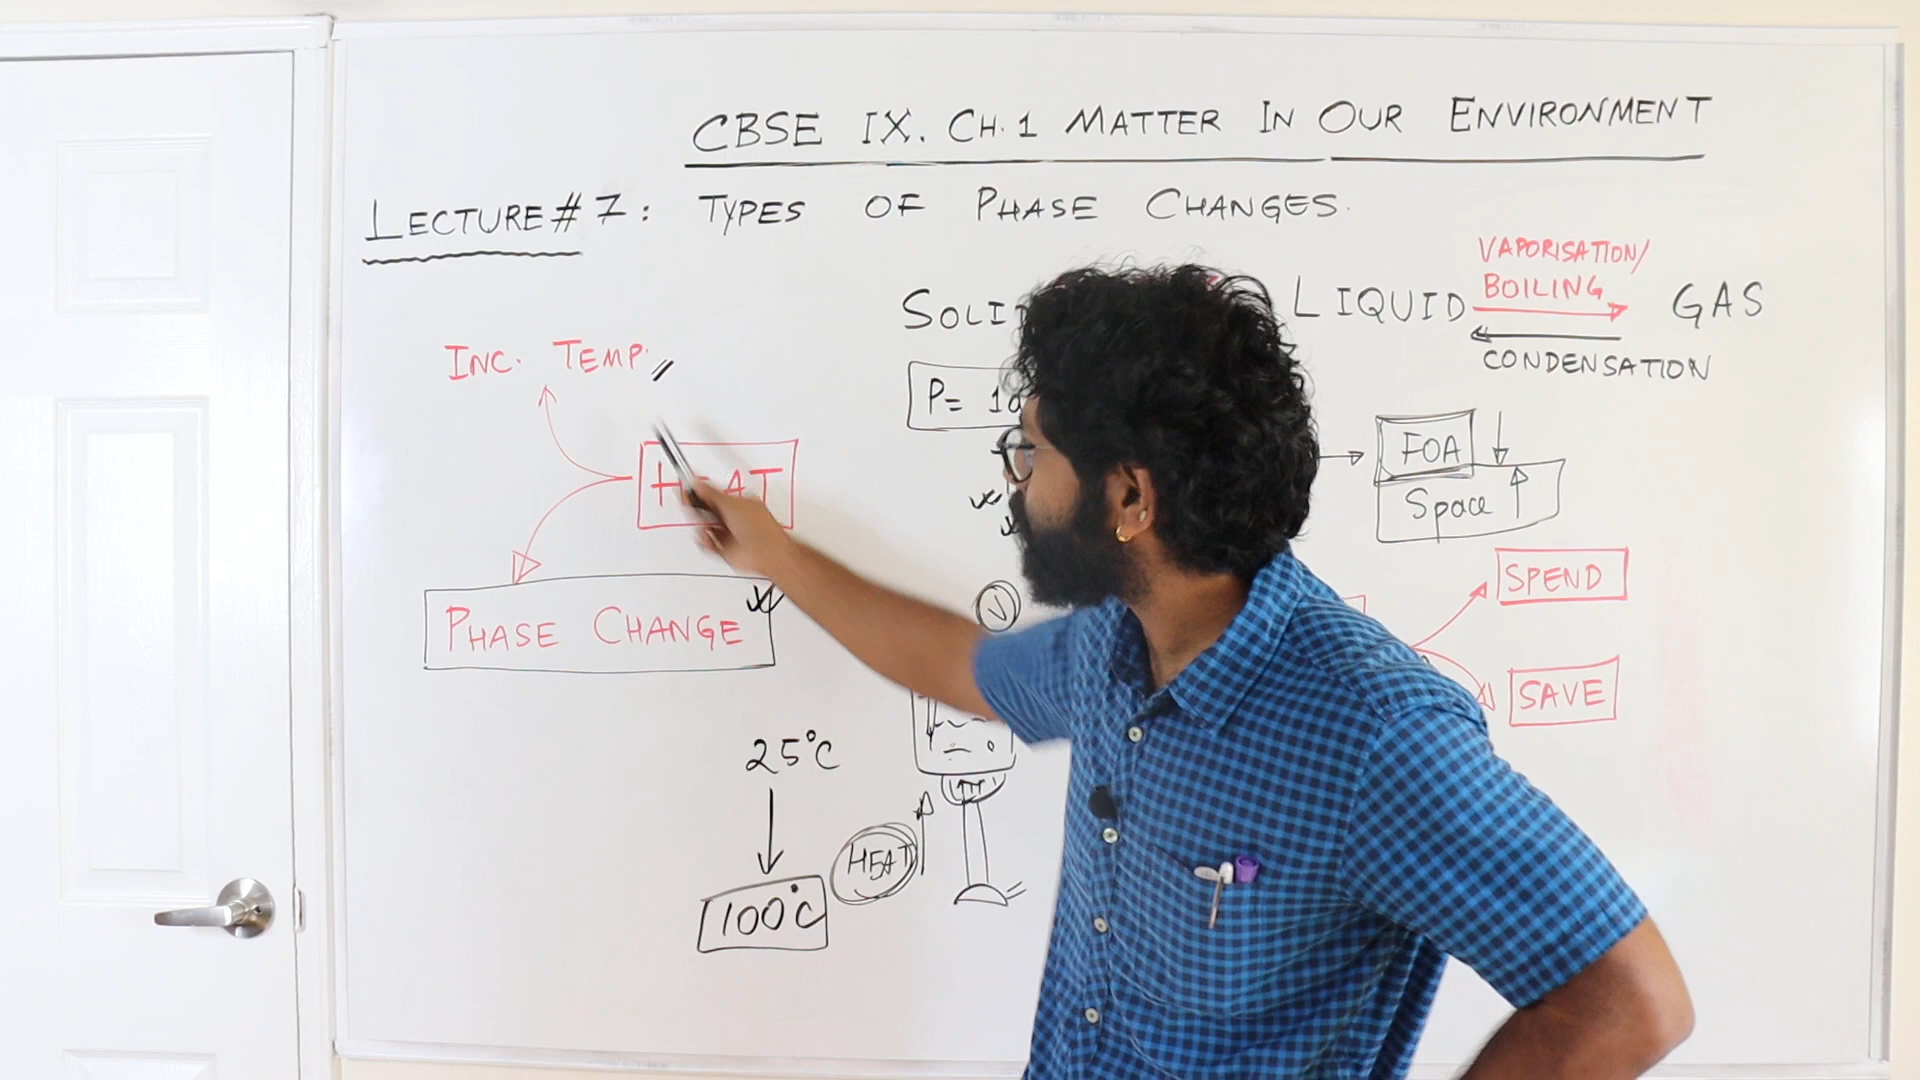 CBSE IX. CH. 1 MATTER IN OUR ENVIRONMENT
LECTURE # 7: TYPES OF PHASE CHANGES.
VAPORISATION/
BOILING
LIQUID GAS
CONDENSATION
INC. TEMP.
P=
HEAT
FOA
Space
PHASE CHANGE
SPEND
SAVE
25°C
HEAT
100°C